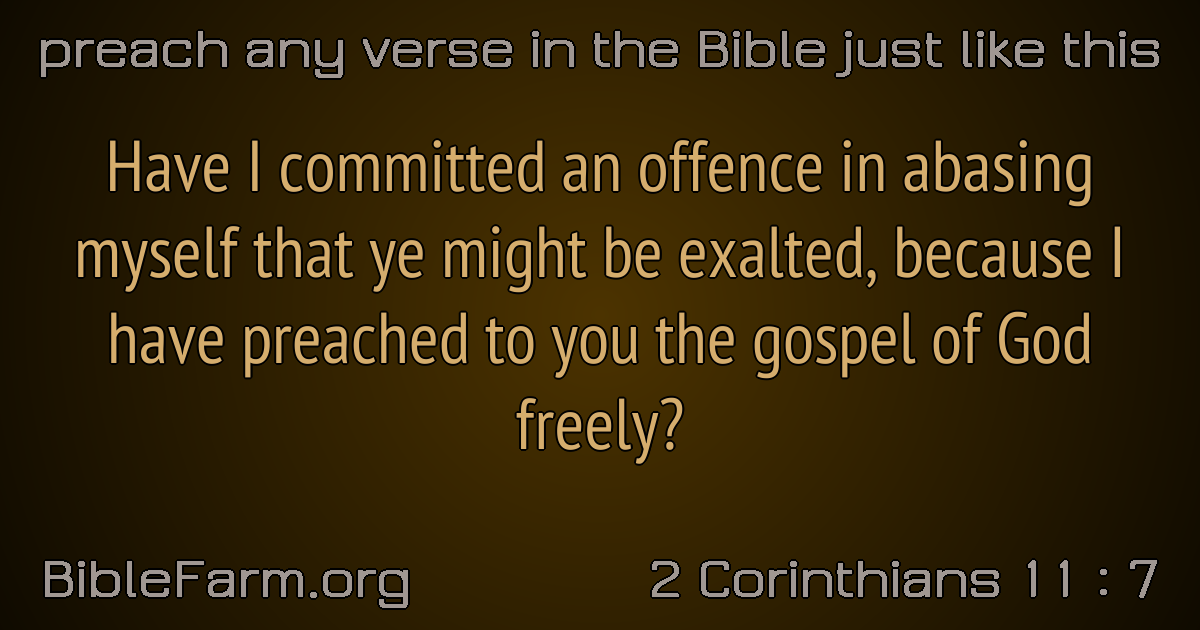 preach any verse in the Bible just like this
Have I committed an offence in abasing
myself that ye might be exalted, because I
have preached to you the gospel of God
freely?
BibleFarm.org
2 Corinthians 11 : 7